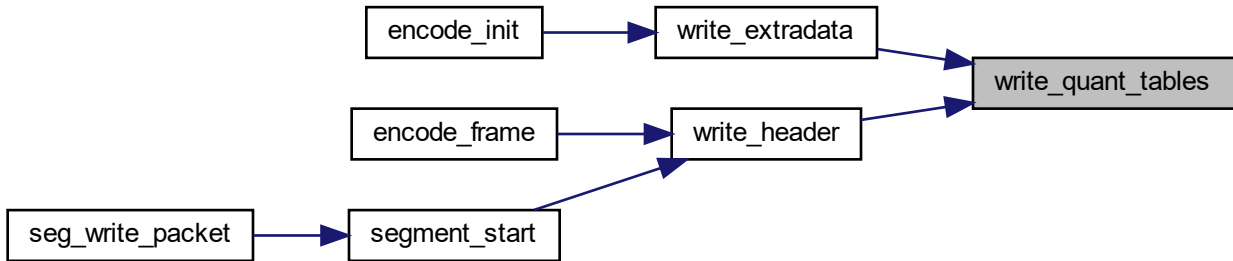 encode_init
write_extradata
write_quant_tables
encode_frame
write_header
seg_write_packet
segment_start